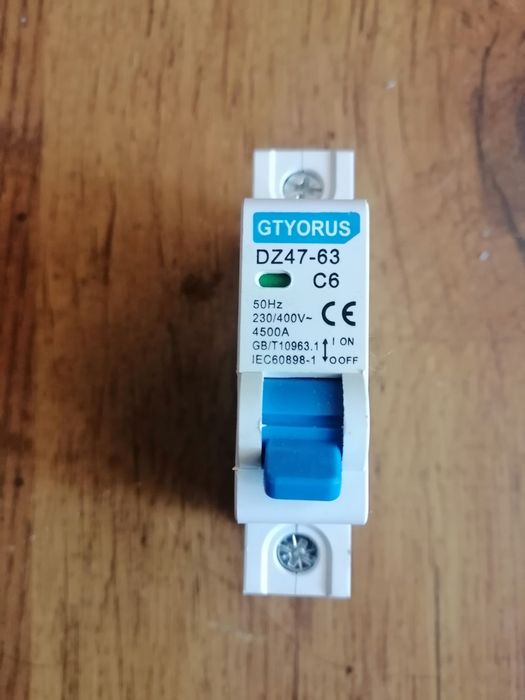 GTYORUS
DZ47-63
C6
50Hz
230/400V~
4500A
GB/T10963.1
IEC60898-1
CE
I ON
O OFF